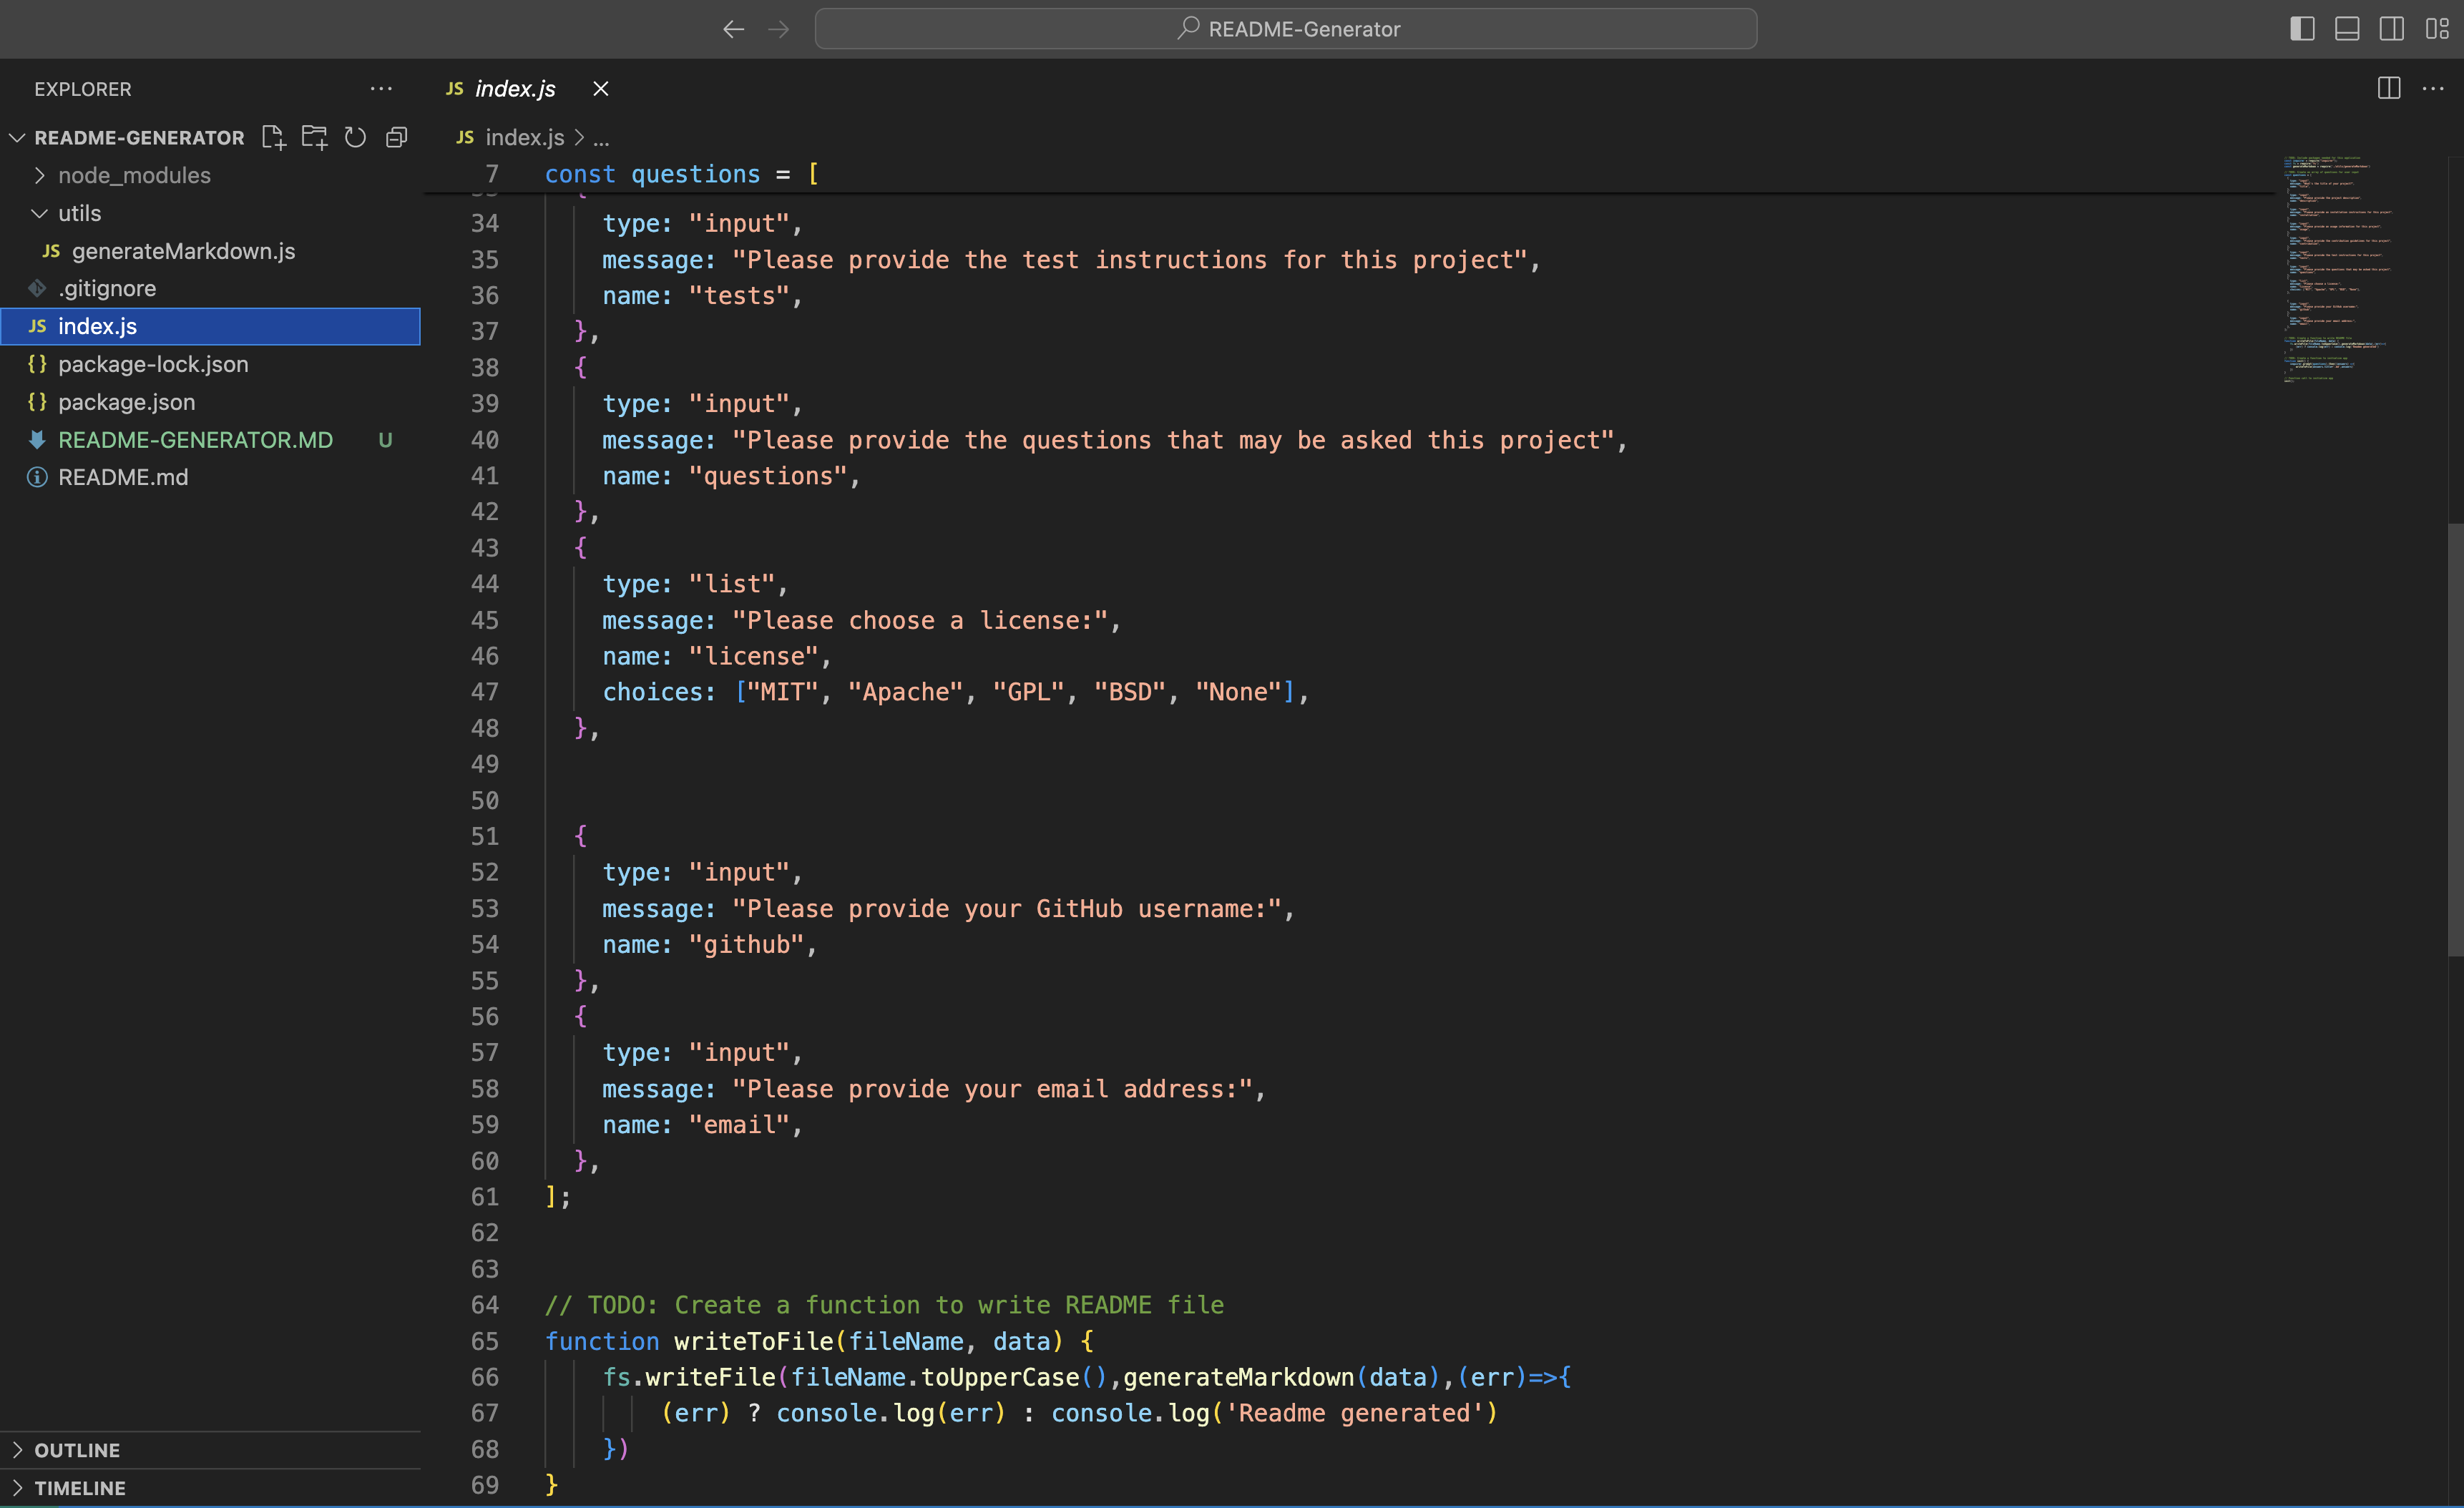 README-Generator
EXPLORER
README-GENERATOR
node_modules
utils
JS generateMarkdown.js
.gitignore
JS index.js
{} package-lock.json
{} package.json
README-GENERATOR.MD U
README.md
OUTLINE
TIMELINE
JS index.js
JS index.js > ...
7 const questions = [
34 type: "input",
35 message: "Please provide the test instructions for this project",
36 name: "tests",
37 },
38 {
39 type: "input",
40 message: "Please provide the questions that may be asked this project",
41 name: "questions",
42 },
43 {
44 type: "list",
45 message: "Please choose a license:",
46 name: "license",
47 choices: ["MIT", "Apache", "GPL", "BSD", "None"],
48 },
49
50
51 {
52 type: "input",
53 message: "Please provide your GitHub username:",
54 name: "github",
55 },
56 {
57 type: "input",
58 message: "Please provide your email address:",
59 name: "email",
60 },
61 ];
62
63
64 // TODO: Create a function to write README file
65 function writeToFile(fileName, data) {
66 fs.writeFile(fileName.toUpperCase(),generateMarkdown(data),(err)=>{
67 (err) ? console.log(err) : console.log('Readme generated')
68 })
69 }